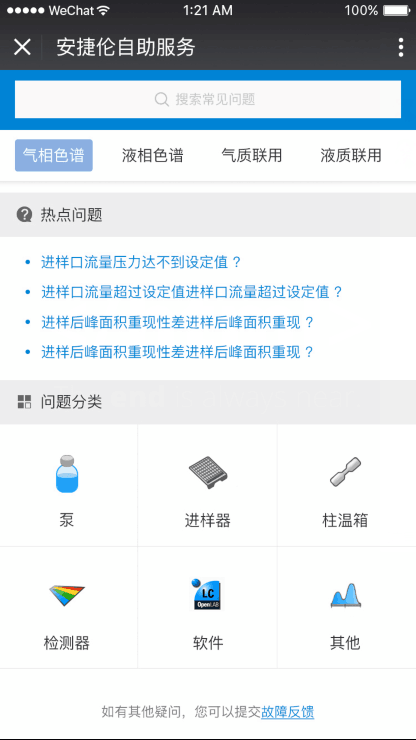 WeChat 1:21 AM 100%
安捷伦自助服务
搜索常见问题
气相色谱 液相色谱 气质联用 液质联用
热点问题
进样口流量压力达不到设定值？
进样口流量超过设定值进样口流量超过设定值？
进样后峰面积重现性差进样后峰面积重现？
进样后峰面积重现性差进样后峰面积重现？
问题分类
泵 进样器 柱温箱
LC
OpenLAB
检测器 软件 其他
如有其他疑问，您可以提交故障反馈